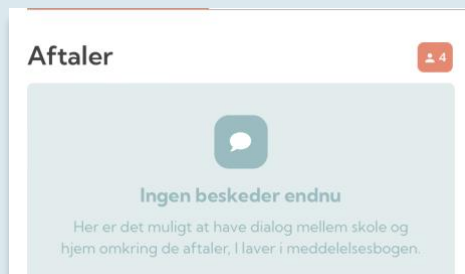 Aftaler
4
Ingen beskeder endnu
Her er det muligt at have dialog mellem skole og
hjem omkring de aftaler, I laver i meddelelsesbogen.